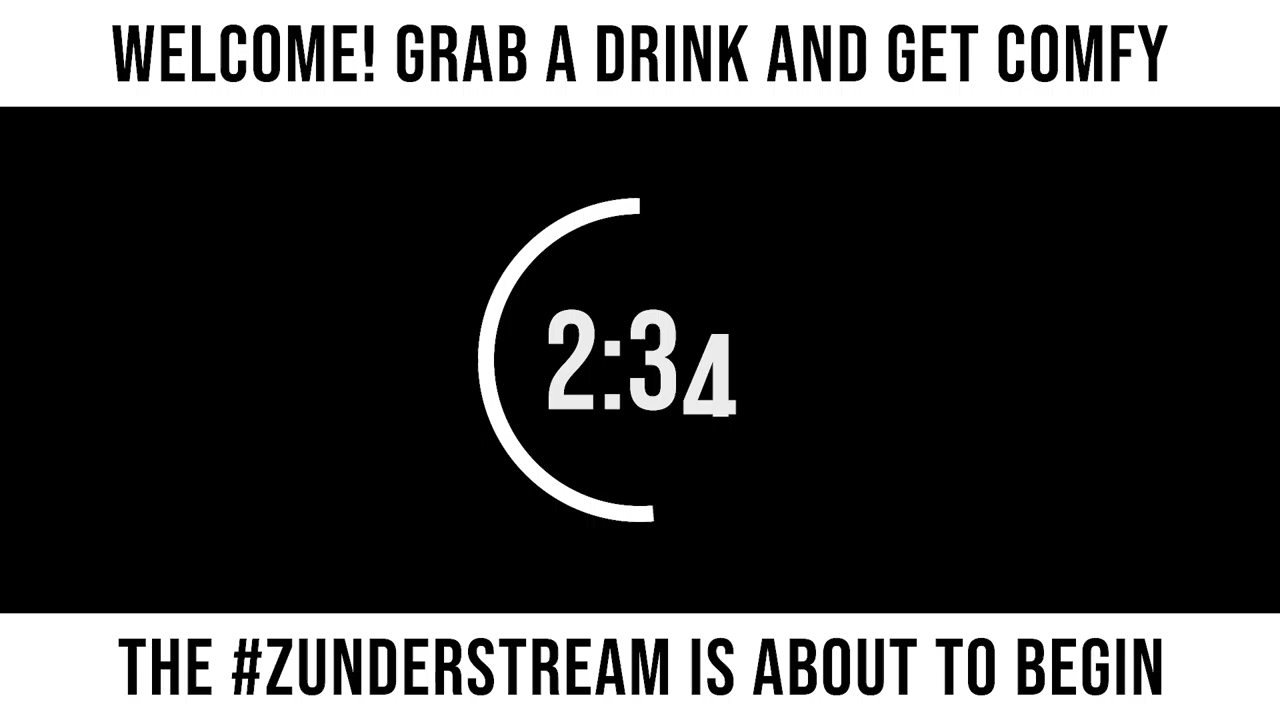 WELCOME! GRAB A DRINK AND GET COMFY
2:34
THE #ZUNDERSTREAM IS ABOUT TO BEGIN